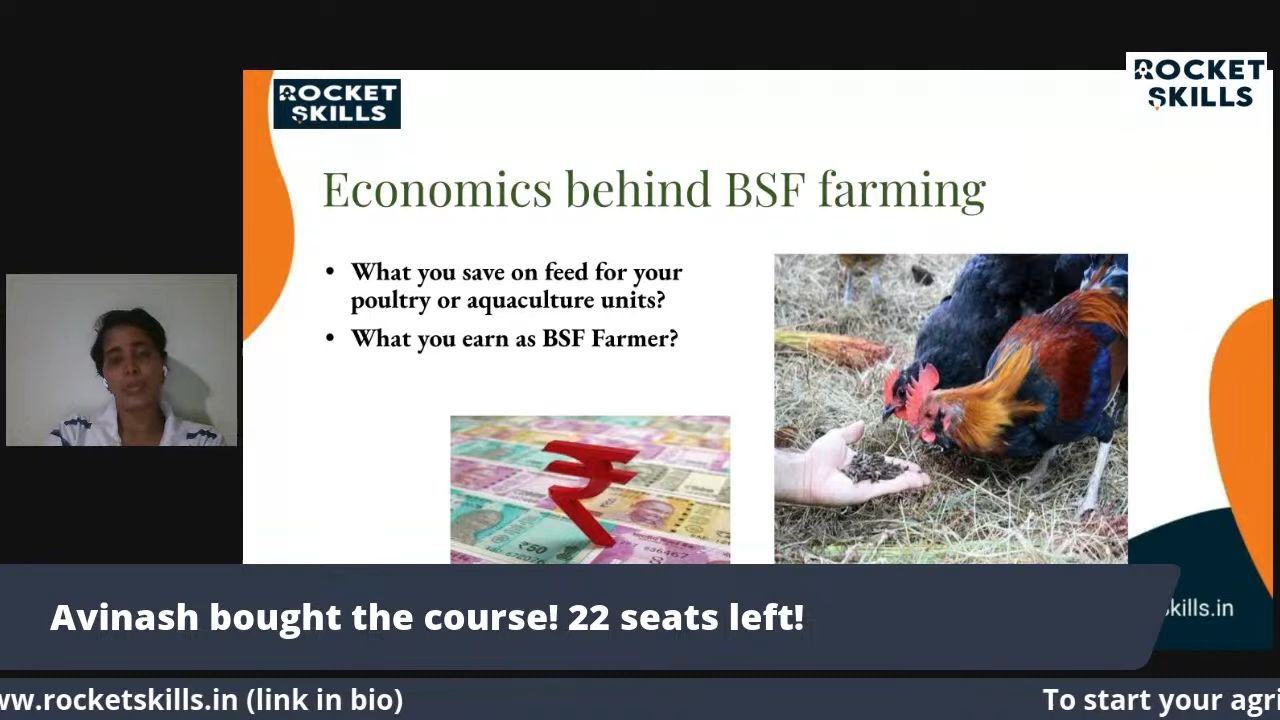 ROCKET
SKILLS
ROCKET
SKILLS
Economics behind BSF farming
• What you save on feed for your
poultry or aquaculture units?
• What you earn as BSF Farmer?
₹
₹50
kills.in
Avinash bought the course! 22 seats left!
ww.rocketskills.in (link in bio)
To start your agri